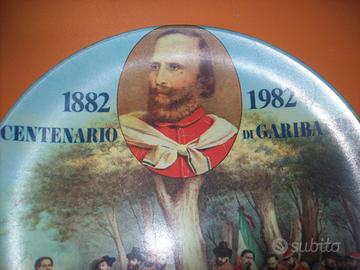 1882 1982
CENTENARIO DI GARIBA
subito